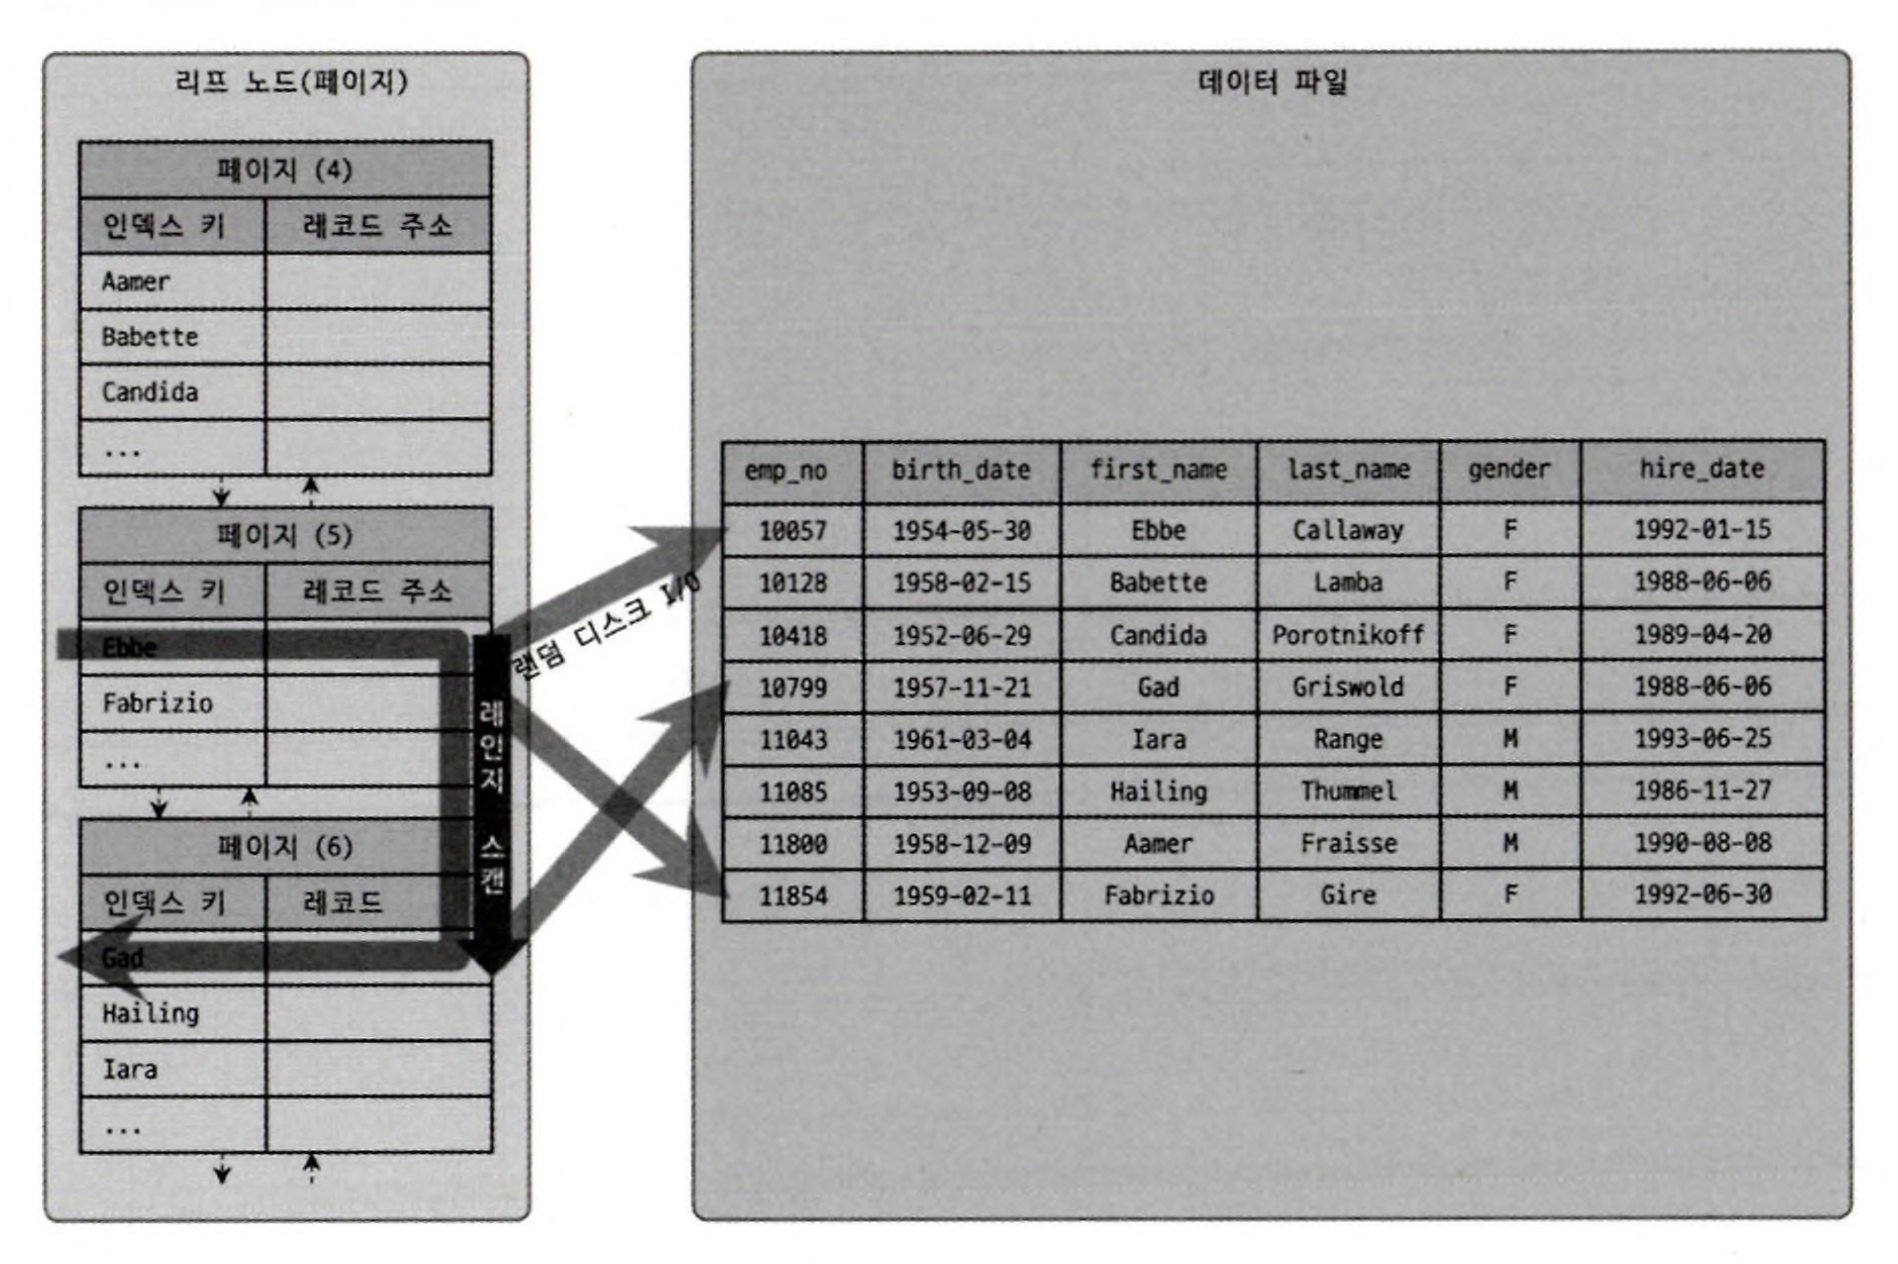 리프 노드(페이지)
페이지 (4)
인덱스 키 레코드 주소
Aamer
Babette
Candida
...
페이지 (5)
인덱스 키 레코드 주소
Ebbe
Fabrizio
...
페이지 (6)
인덱스 키 레코드
Gad
Hailing
Iara
...
레인지 스캔
랜덤 디스크 I/O
데이터 파일
emp_no birth_date first_name last_name gender hire_date
10057 1954-05-30 Ebbe Callaway F 1992-01-15
10128 1958-02-15 Babette Lamba F 1988-06-06
10418 1952-06-29 Candida Porotnikoff F 1989-04-20
10799 1957-11-21 Gad Griswold F 1988-06-06
11043 1961-03-04 Iara Range M 1993-06-25
11085 1953-09-08 Hailing Thummel M 1986-11-27
11800 1958-12-09 Aamer Fraisse M 1990-08-08
11854 1959-02-11 Fabrizio Gire F 1992-06-30